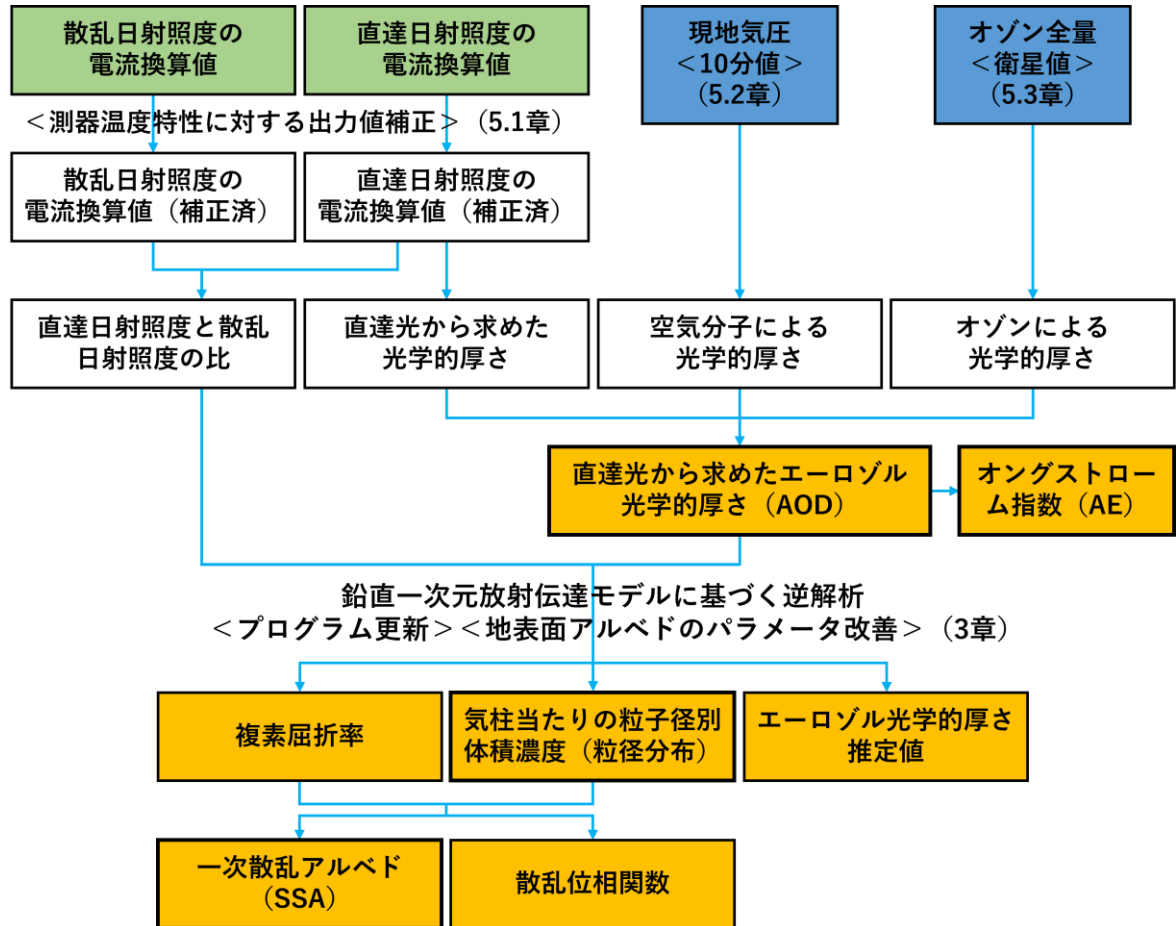 散乱日射照度の
電流換算値
直達日射照度の
電流換算値
現地気圧
＜10分値＞
（5.2章）
オゾン全量
＜衛星値＞
（5.3章）
＜測器温度特性に対する出力値補正＞（5.1章）
散乱日射照度の
電流換算値（補正済）
直達日射照度の
電流換算値（補正済）
直達日射照度と散乱
日射照度の比
直達光から求めた
光学的厚さ
空気分子による
光学的厚さ
オゾンによる
光学的厚さ
直達光から求めたエーロゾル
光学的厚さ（AOD）
オングストロー
ム指数（AE）
鉛直一次元放射伝達モデルに基づく逆解析
＜プログラム更新＞＜地表面アルベドのパラメータ改善＞（3章）
複素屈折率
気柱当たりの粒子径別
体積濃度（粒径分布）
エーロゾル光学的厚さ
推定値
一次散乱アルベド
（SSA）
散乱位相関数